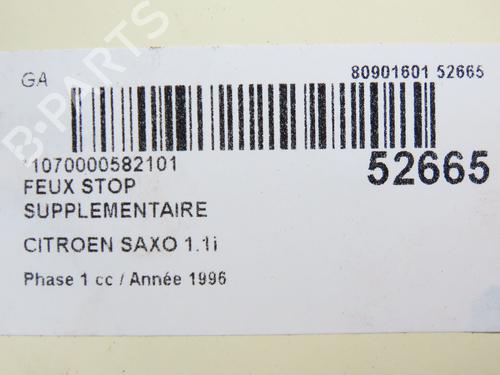 GA
80901601 52665
*1070000582101
52665
FEUX STOP
SUPPLEMENTAIRE
CITROEN SAXO 1.1i
Phase 1 cc / Année 1996
B-PARTS